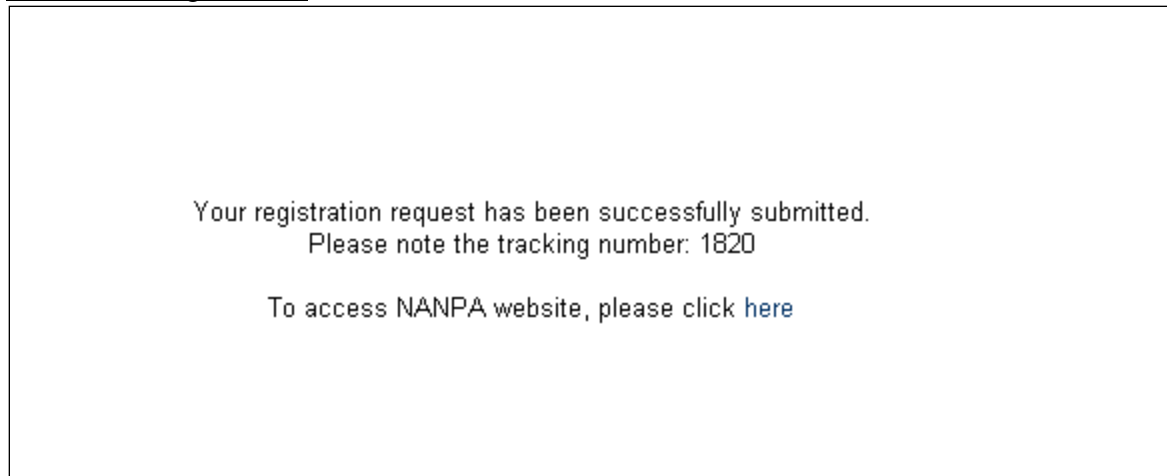 Your registration request has been successfully submitted.
Please note the tracking number: 1820
To access NANPA website, please click here